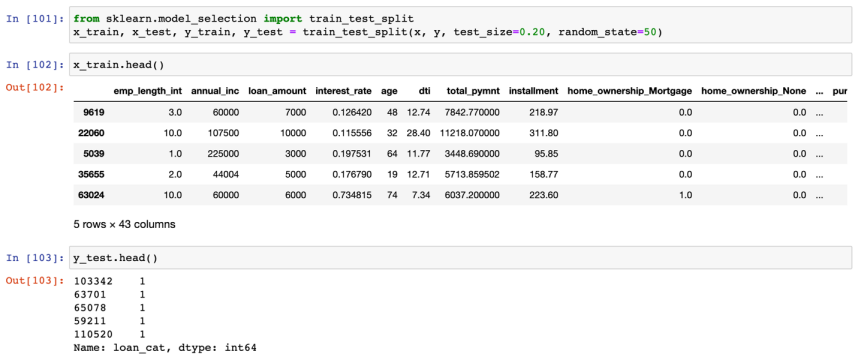 In [101]: from sklearn.model_selection import train_test_split
x_train, x_test, y_train, y_test = train_test_split(x, y, test_size=0.20, random_state=50)
In [102]: x_train.head()
Out[102]:
emp_length_int annual_inc loan_amount interest_rate age dti total_pymnt installment home_ownership_Mortgage home_ownership_None ... pur
9619 3.0 60000 7000 0.126420 48 12.74 7842.770000 218.97 0.0 0.0 ...
22060 10.0 107500 10000 0.115556 32 28.40 11218.070000 311.80 0.0 0.0 ...
5039 1.0 225000 3000 0.197531 64 11.77 3448.690000 95.85 0.0 0.0 ...
35655 2.0 44004 5000 0.176790 19 12.71 5713.859502 158.77 0.0 0.0 ...
63024 10.0 60000 6000 0.734815 74 7.34 6037.200000 223.60 1.0 0.0 ...
5 rows × 43 columns
In [103]: y_test.head()
Out[103]: 103342 1
63701 1
65078 1
59211 1
110520 1
Name: loan_cat, dtype: int64